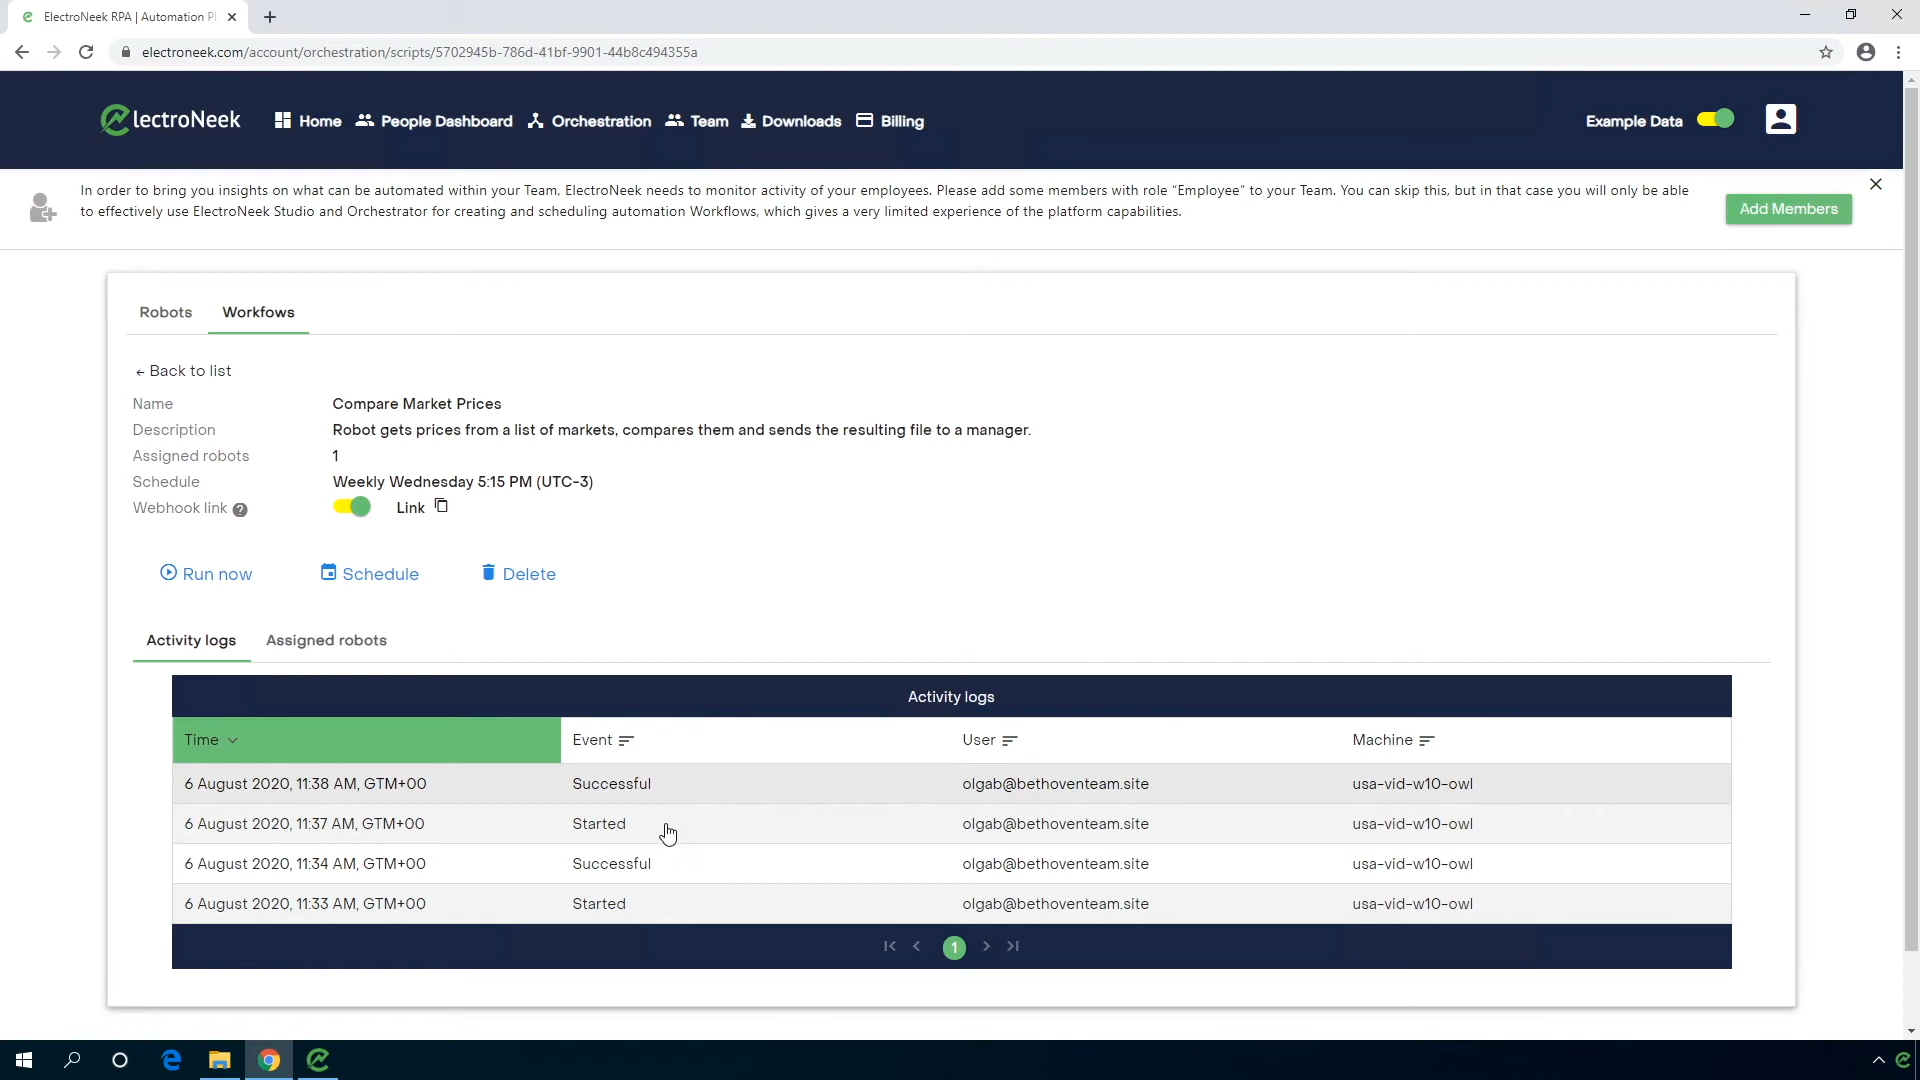 ElectroNeek RPA | Automation Pl
electroneek.com/account/orchestration/scripts/5702945b-786d-41bf-9901-44b8c494355a
lectroNeek Home People Dashboard Orchestration Team Downloads Billing Example Data
In order to bring you insights on what can be automated within your Team, ElectroNeek needs to monitor activity of your employees. Please add some members with role "Employee" to your Team. You can skip this, but in that case you will only be able
to effectively use ElectroNeek Studio and Orchestrator for creating and scheduling automation Workflows, which gives a very limited experience of the platform capabilities.
Add Members
Robots Workfows
← Back to list
Name Compare Market Prices
Description Robot gets prices from a list of markets, compares them and sends the resulting file to a manager.
Assigned robots 1
Schedule Weekly Wednesday 5:15 PM (UTC-3)
Webhook link ? Link
Run now Schedule Delete
Activity logs Assigned robots
Activity logs
Time Event User Machine
6 August 2020, 11:38 AM, GTM+00 Successful olgab@bethoventeam.site usa-vid-w10-owl
6 August 2020, 11:37 AM, GTM+00 Started olgab@bethoventeam.site usa-vid-w10-owl
6 August 2020, 11:34 AM, GTM+00 Successful olgab@bethoventeam.site usa-vid-w10-owl
6 August 2020, 11:33 AM, GTM+00 Started olgab@bethoventeam.site usa-vid-w10-owl
1